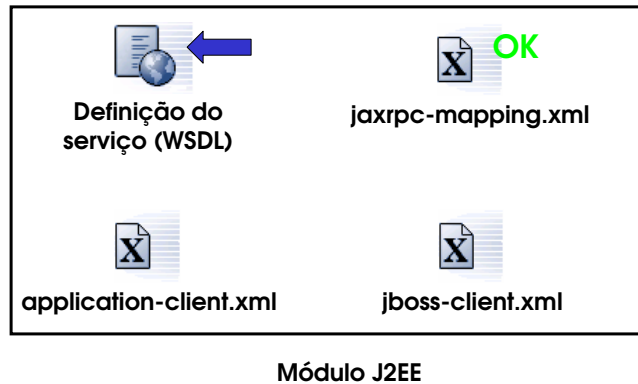 OK
Definição do
serviço (WSDL)
jaxrpc-mapping.xml
X
X
X
application-client.xml
jboss-client.xml
Módulo J2EE